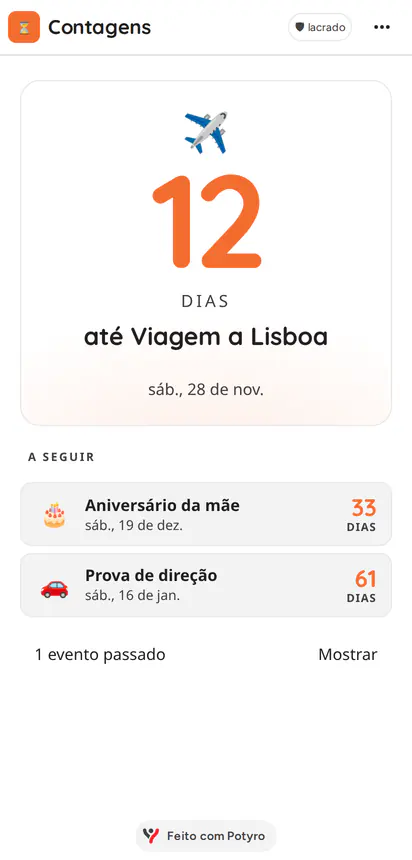 Contagens
lacrado
12
DIAS
até Viagem a Lisboa
sáb., 28 de nov.
A SEGUIR
Aniversário da mãe
sáb., 19 de dez.
33
DIAS
Prova de direção
sáb., 16 de jan.
61
DIAS
1 evento passado
Mostrar
Feito com Potyro